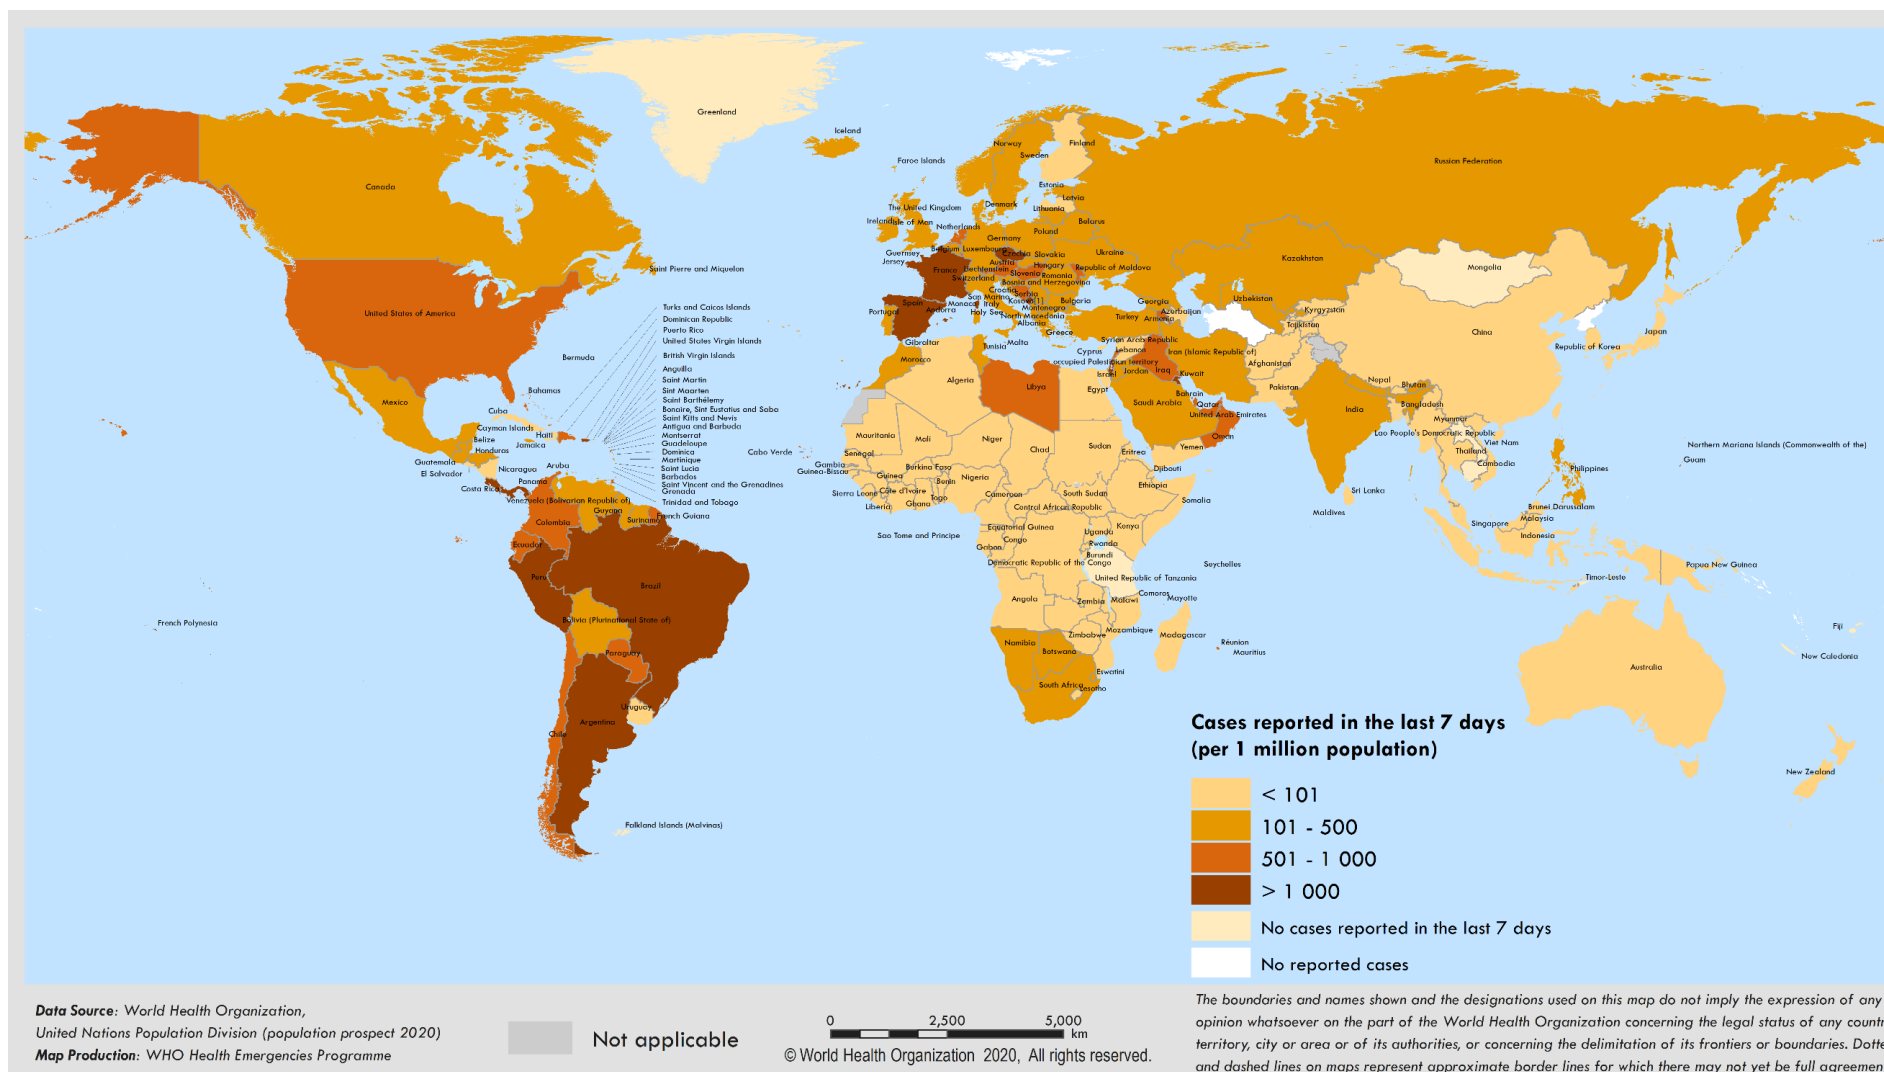 Greenland
Iceland
Faroe Islands
Norway
Sweden
Finland
Russian Federation
Canada
Estonia
Latvia
Lithuania
Denmark
The United Kingdom
Ireland
Isle of Man
Netherlands
Belarus
Poland
Germany
Belgium
Luxembourg
Guernsey
Jersey
Czechia
Slovakia
Ukraine
France
Austria
Liechtenstein
Hungary
Republic of Moldova
Switzerland
Slovenia
Romania
Croatia
Bosnia and Herzegovina
Serbia
San Marino
Monaco
Italy
Kosovo[1]
Bulgaria
Montenegro
Holy See
North Macedonia
Albania
Greece
Spain
Andorra
Portugal
Gibraltar
Malta
Tunisia
Saint Pierre and Miquelon
United States of America
Kazakhstan
Mongolia
Uzbekistan
Georgia
Azerbaijan
Armenia
Turkey
Kyrgyzstan
Tajikistan
China
Japan
Republic of Korea
Syrian Arab Republic
Cyprus
Lebanon
occupied Palestinian territory
Israel
Jordan
Iraq
Iran (Islamic Republic of)
Kuwait
Afghanistan
Pakistan
Nepal
Bhutan
Bangladesh
India
Myanmar
Lao People's Democratic Republic
Viet Nam
Thailand
Cambodia
Philippines
Bahrain
Qatar
United Arab Emirates
Saudi Arabia
Oman
Yemen
Morocco
Algeria
Libya
Egypt
Turks and Caicos Islands
Dominican Republic
Puerto Rico
United States Virgin Islands
British Virgin Islands
Anguilla
Saint Martin
Sint Maarten
Saint Barthélemy
Bonaire, Sint Eustatius and Saba
Saint Kitts and Nevis
Antigua and Barbuda
Montserrat
Guadeloupe
Dominica
Martinique
Saint Lucia
Barbados
Saint Vincent and the Grenadines
Grenada
Trinidad and Tobago
Bermuda
Bahamas
Mexico
Cuba
Cayman Islands
Haiti
Belize
Jamaica
Honduras
Guatemala
El Salvador
Nicaragua
Aruba
Costa Rica
Panama
Venezuela (Bolivarian Republic of)
Guyana
Suriname
French Guiana
Colombia
Ecuador
Peru
Brazil
Bolivia (Plurinational State of)
Paraguay
Uruguay
Argentina
Chile
Falkland Islands (Malvinas)
French Polynesia
Cabo Verde
Mauritania
Mali
Niger
Chad
Sudan
Eritrea
Djibouti
Senegal
Gambia
Guinea-Bissau
Guinea
Burkina Faso
Benin
Nigeria
Sierra Leone
Côte d'Ivoire
Liberia
Ghana
Togo
Cameroon
South Sudan
Ethiopia
Somalia
Central African Republic
Equatorial Guinea
Sao Tome and Principe
Gabon
Congo
Uganda
Kenya
Rwanda
Burundi
Democratic Republic of the Congo
United Republic of Tanzania
Seychelles
Comoros
Mayotte
Angola
Zambia
Malawi
Mozambique
Madagascar
Zimbabwe
Namibia
Botswana
Eswatini
South Africa
Lesotho
Réunion
Mauritius
Sri Lanka
Maldives
Brunei Darussalam
Malaysia
Singapore
Indonesia
Timor-Leste
Papua New Guinea
Northern Mariana Islands (Commonwealth of the)
Guam
Fiji
New Caledonia
Australia
New Zealand
Cases reported in the last 7 days
(per 1 million population)
< 101
101 - 500
501 - 1 000
> 1 000
No cases reported in the last 7 days
No reported cases
Data Source: World Health Organization,
United Nations Population Division (population prospect 2020)
Map Production: WHO Health Emergencies Programme
Not applicable
0 2,500 5,000
km
© World Health Organization 2020, All rights reserved.
The boundaries and names shown and the designations used on this map do not imply the expression of any
opinion whatsoever on the part of the World Health Organization concerning the legal status of any countr
territory, city or area or of its authorities, or concerning the delimitation of its frontiers or boundaries. Dotte
and dashed lines on maps represent approximate border lines for which there may not yet be full agreemen